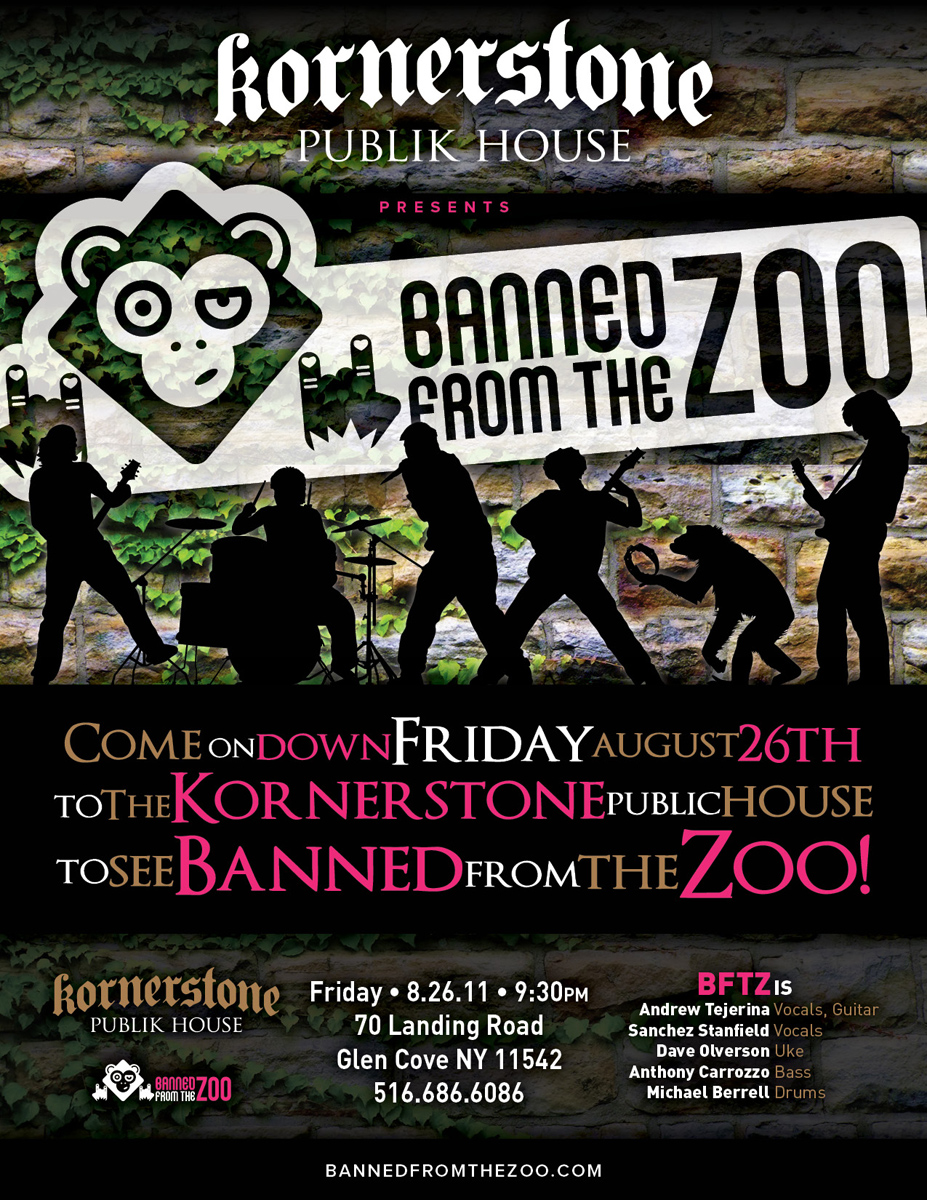 kornerstone
PUBLIK HOUSE
PRESENTS
BANNED
FROM THE
ZOO
COME ON DOWN FRIDAY AUGUST 26TH
TO THE KORNERSTONE PUBLIC HOUSE
TO SEE BANNED FROM THE ZOO!
kornerstone
PUBLIK HOUSE
BANNED
FROM THE
ZOO
Friday • 8.26.11 • 9:30PM
70 Landing Road
Glen Cove NY 11542
516.686.6086
BFTZ IS
Andrew Tejerina Vocals, Guitar
Sanchez Stanfield Vocals
Dave Olverson Uke
Anthony Carrozzo Bass
Michael Berrell Drums
BANNEDFROMTHEZOO.COM